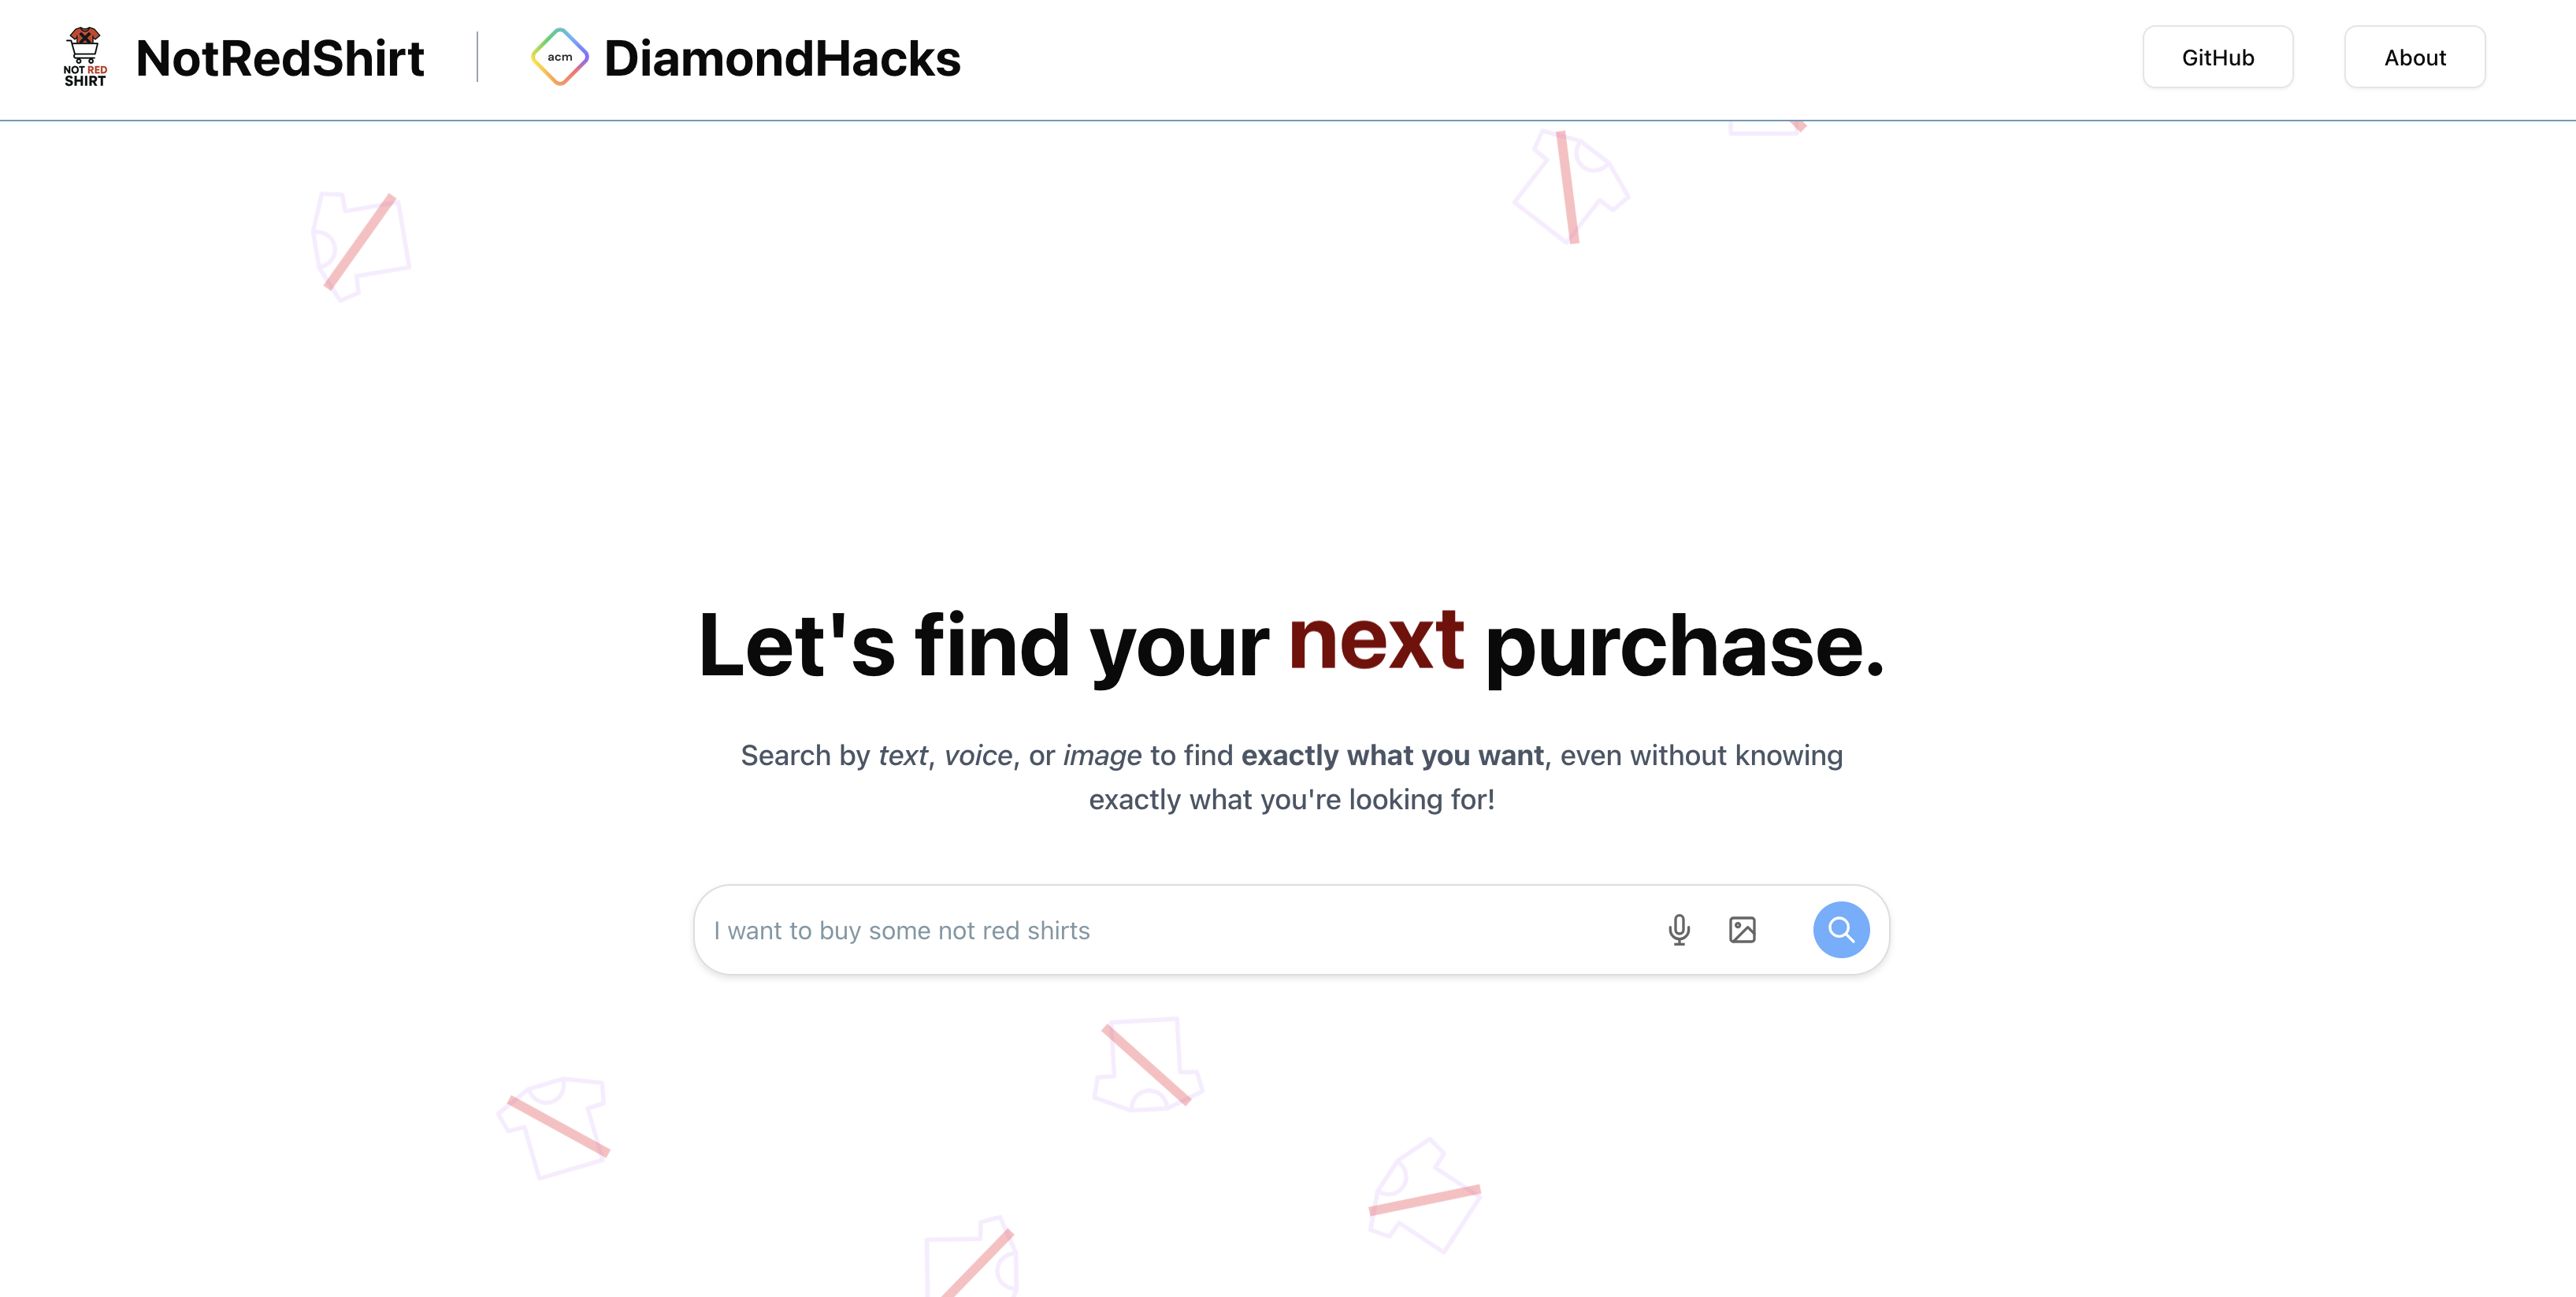 NOT RED
SHIRT
NotRedShirt
acm
DiamondHacks
GitHub
About
Let's find your next purchase.
Search by text, voice, or image to find exactly what you want, even without knowing
exactly what you're looking for!
I want to buy some not red shirts